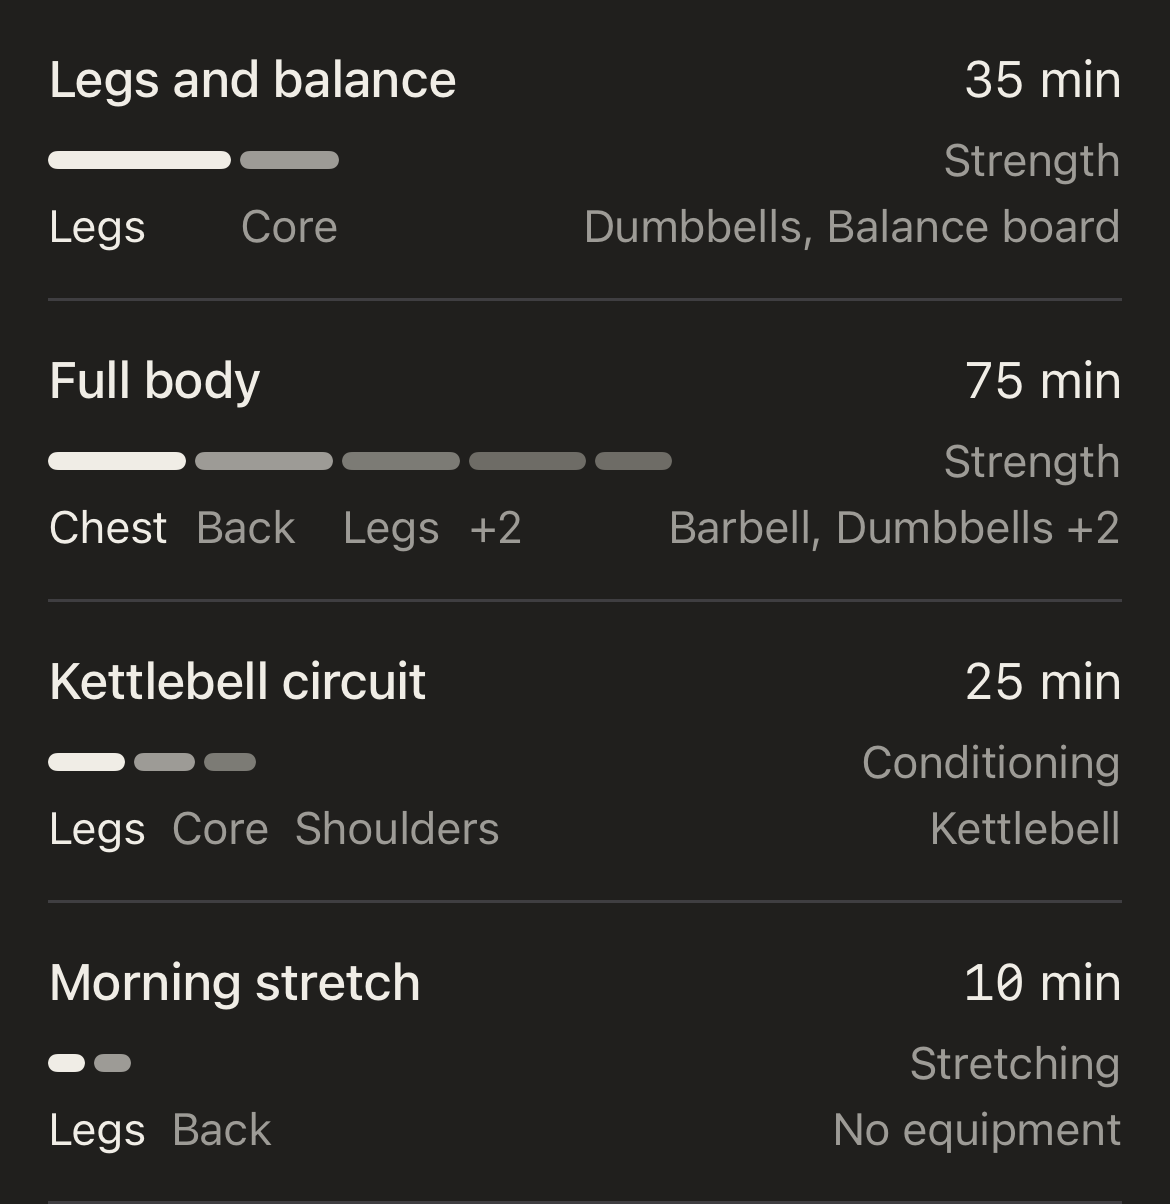 Legs and balance 35 min
Strength
Legs Core Dumbbells, Balance board
Full body 75 min
Strength
Chest Back Legs +2 Barbell, Dumbbells +2
Kettlebell circuit 25 min
Conditioning
Legs Core Shoulders Kettlebell
Morning stretch 10 min
Stretching
Legs Back No equipment